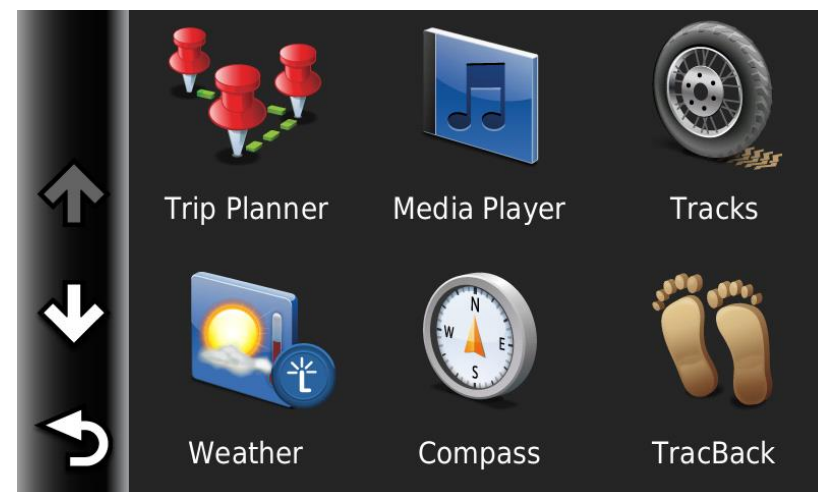 Trip Planner
Media Player
Tracks
N
W
E
S
L
Weather
Compass
TracBack